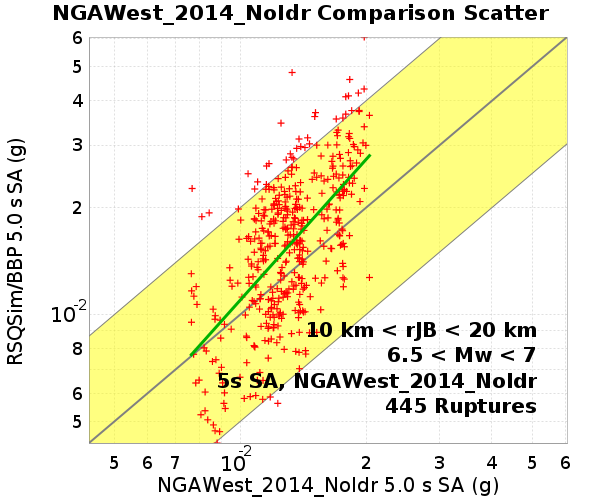 NGAWest_2014_NoIdr Comparison Scatter
6
5
4
3
2
10-2
8
6
5
RSQSim/BBP 5.0 s SA (g)
10 km < rJB < 20 km
6.5 < Mw < 7
5s SA, NGAWest_2014_NoIdr
445 Ruptures
5 6 7 10-2 2 3 4 5 6
NGAWest_2014_NoIdr 5.0 s SA (g)